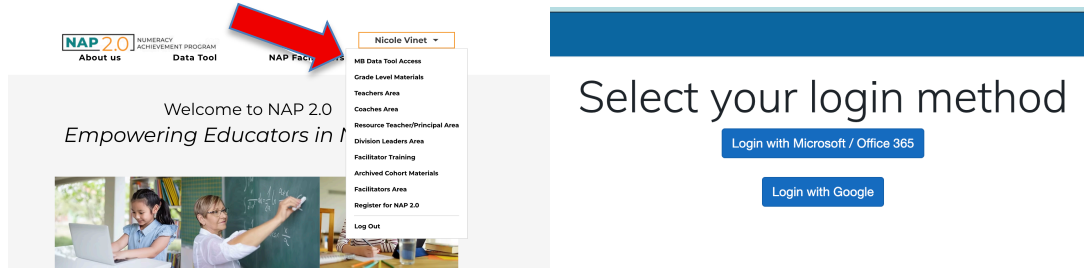 NAP 2.0 NUMERACY
ACHIEVEMENT PROGRAM
Nicole Vinet
About us Data Tool NAP Facil
MB Data Tool Access
Grade Level Materials
Teachers Area
Coaches Area
Resource Teacher/Principal Area
Division Leaders Area
Facilitator Training
Archived Cohort Materials
Facilitators Area
Register for NAP 2.0
Log Out
Welcome to NAP 2.0
Empowering Educators in
Select your login method
Login with Microsoft / Office 365
Login with Google